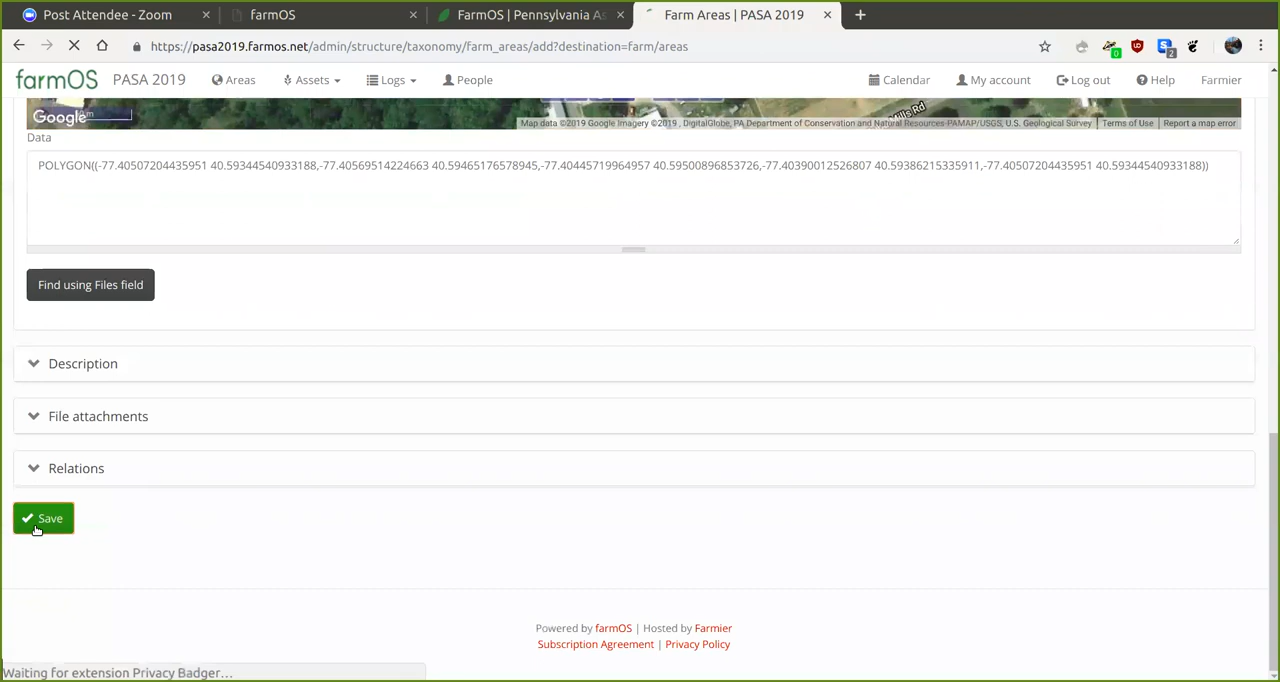 Post Attendee - Zoom
farmOS
FarmOS | Pennsylvania As
Farm Areas | PASA 2019
https://pasa2019.farmos.net/admin/structure/taxonomy/farm_areas/add?destination=farm/areas
0
2
farmOS PASA 2019 Areas Assets Logs People Calendar My account Log out Help Farmier
Google
Mills Rd
Map data ©2019 Google Imagery ©2019 , DigitalGlobe, PA Department of Conservation and Natural Resources-PAMAP/USGS, U.S. Geological Survey Terms of Use Report a map error
Data
POLYGON((-77.40507204435951 40.59344540933188,-77.40569514224663 40.59465176578945,-77.40445719964957 40.59500896853726,-77.40390012526807 40.59386215335911,-77.40507204435951 40.59344540933188))
Find using Files field
Description
File attachments
Relations
Save
Powered by farmOS | Hosted by Farmier
Subscription Agreement | Privacy Policy
Waiting for extension Privacy Badger...